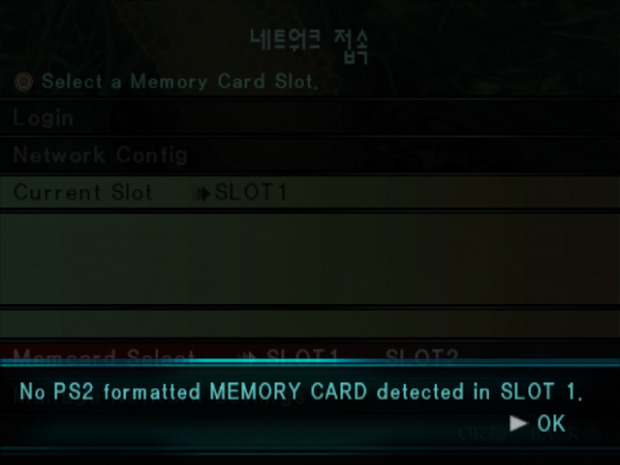 네트워크 접속
Select a Memory Card Slot.
Login
Network Config
Current Slot SLOT1
Memcard Select SLOT1 SLOT2
No PS2 formatted MEMORY CARD detected in SLOT 1.
OK